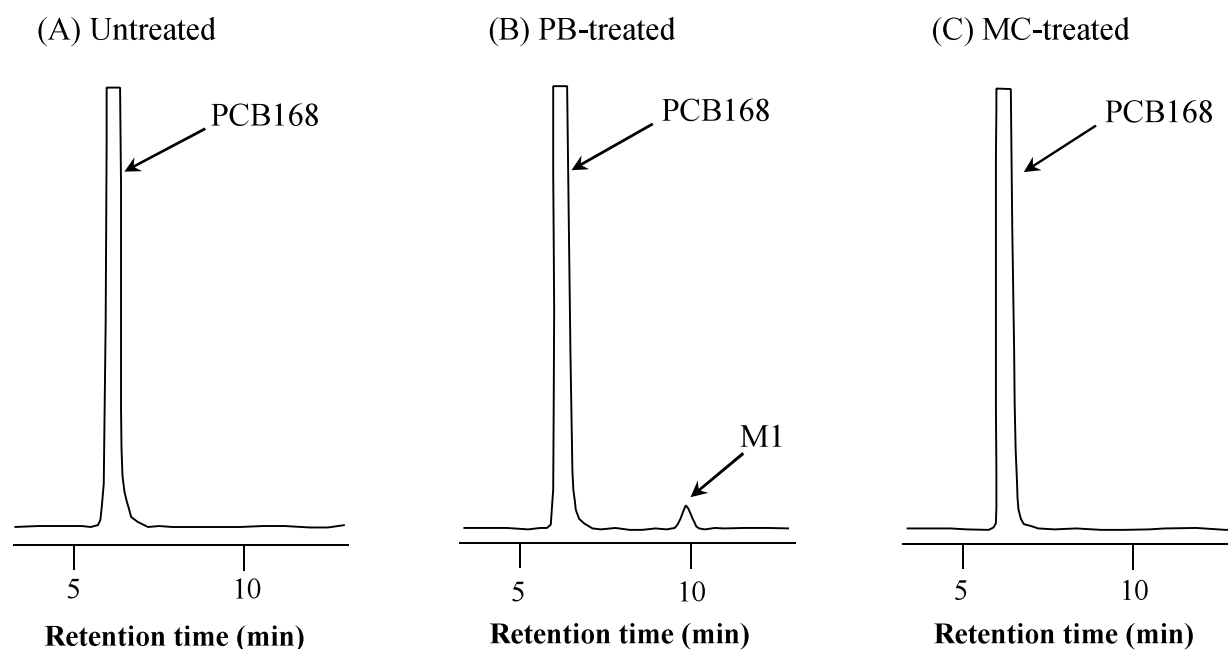 (A) Untreated
(B) PB-treated
(C) MC-treated
PCB168
PCB168
PCB168
M1
5
10
5
10
5
10
Retention time (min)
Retention time (min)
Retention time (min)